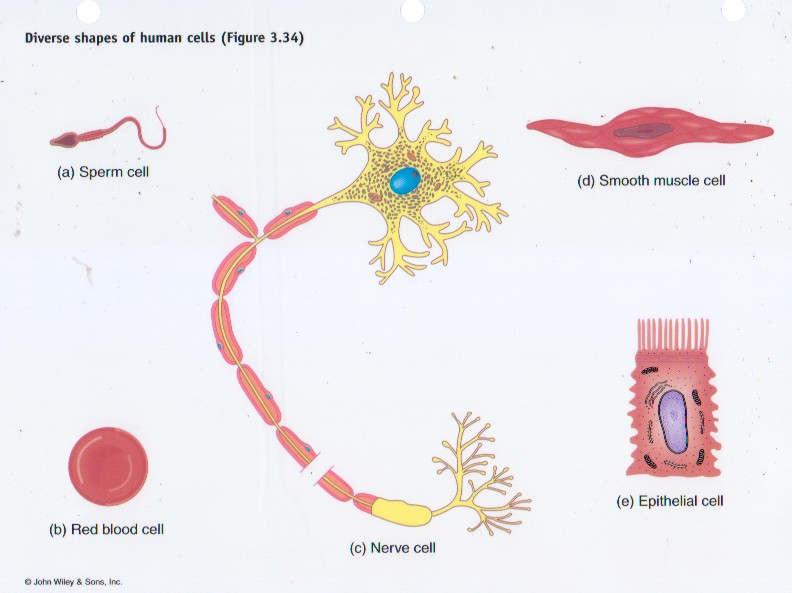 Diverse shapes of human cells (Figure 3.34)
(a) Sperm cell
(d) Smooth muscle cell
(b) Red blood cell
(e) Epithelial cell
(c) Nerve cell
© John Wiley & Sons, Inc.